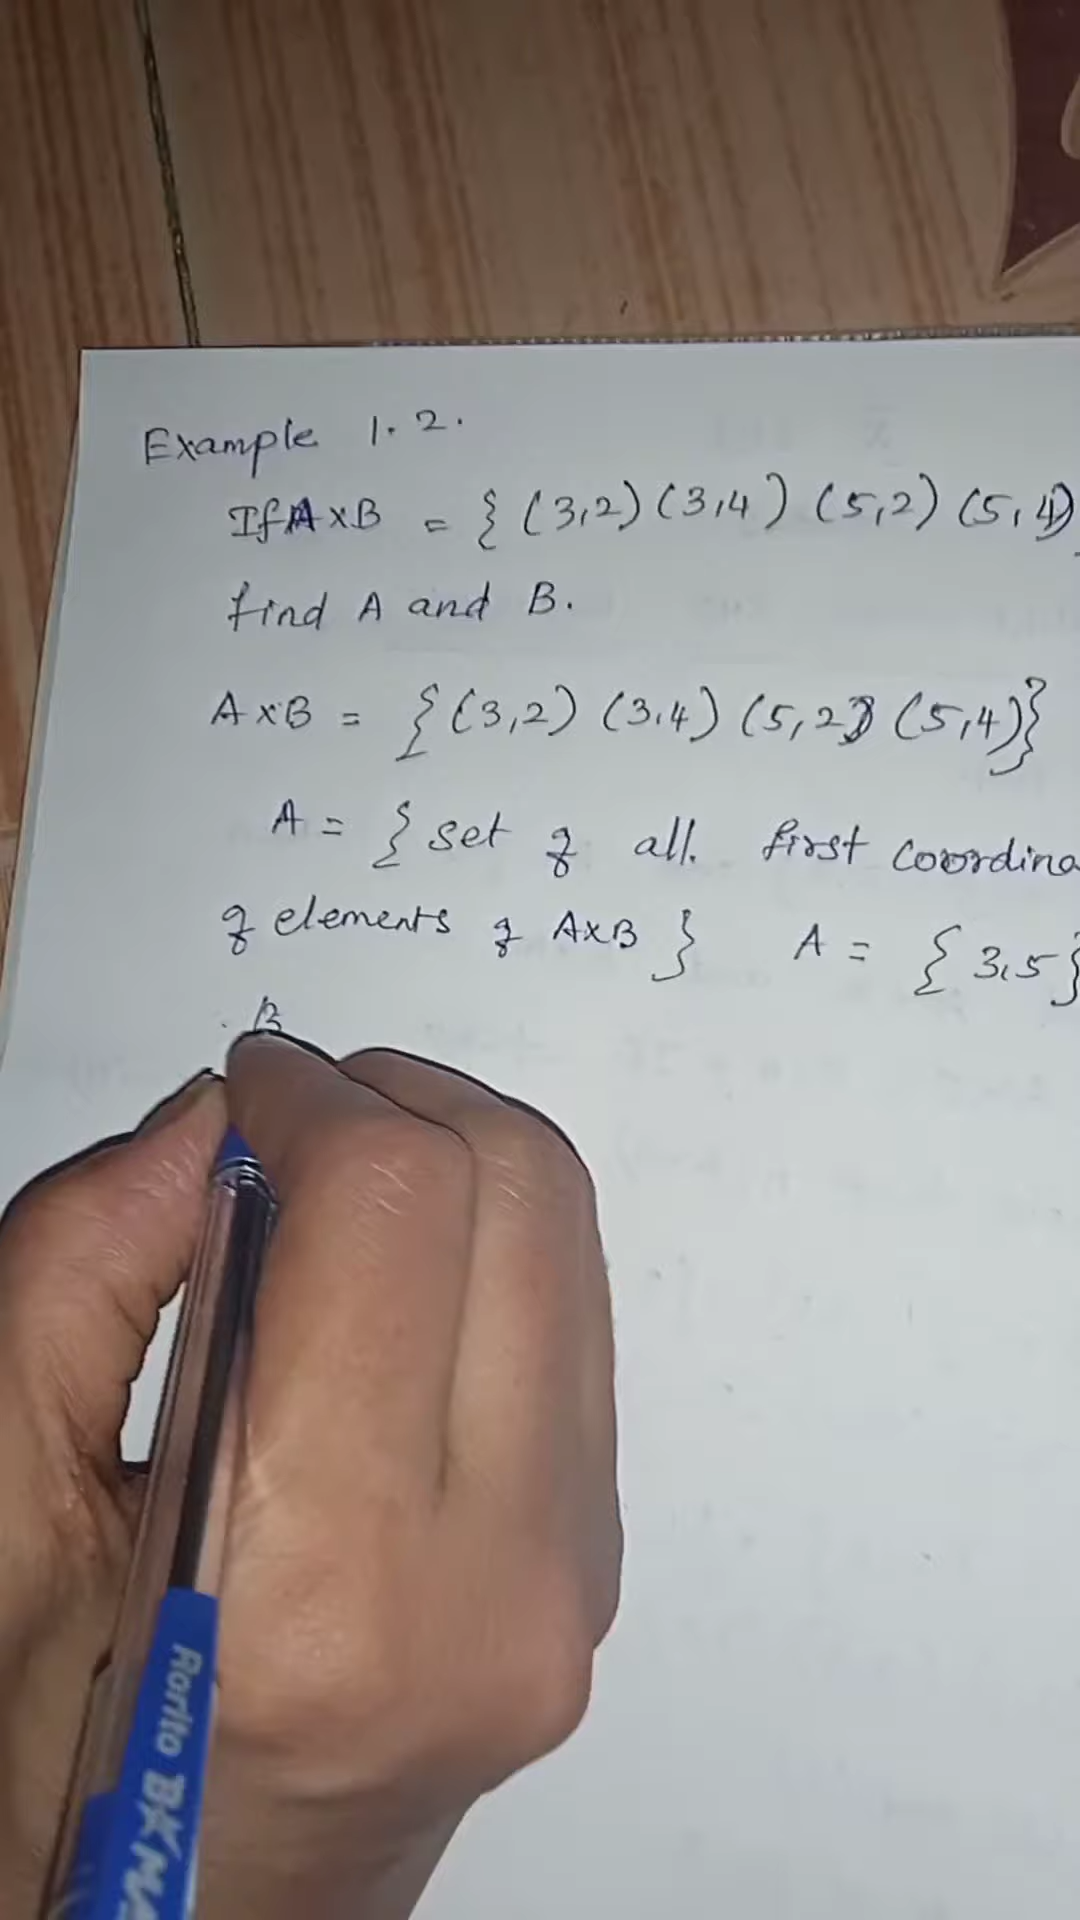 Example 1.2.
If A×B = { (3,2) (3,4) (5,2) (5,4)
find A and B.
A×B = {(3,2) (3,4) (5,2) (5,4)}
A = { set of all first coordina
of elements of A×B } A = { 3,5 }
B
Rorito